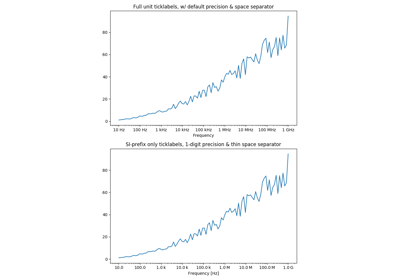 Full unit ticklabels, w/ default precision & space separator
80
60
40
20
0
10 Hz 100 Hz 1 kHz 10 kHz 100 kHz 1 MHz 10 MHz 100 MHz 1 GHz
Frequency
SI-prefix only ticklabels, 1-digit precision & thin space separator
80
60
40
20
0
10.0 100.0 1.0 k 10.0 k 100.0 k 1.0 M 10.0 M 100.0 M 1.0 G
Frequency [Hz]